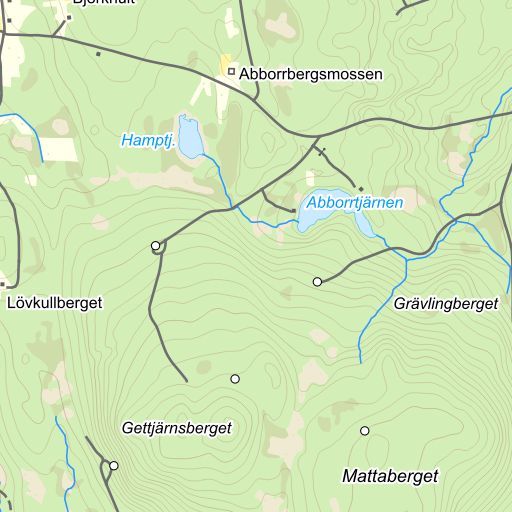 Björkhult
Abborrbergsmossen
Hamptj.
Abborrtjärnen
Lövkullberget
Grävlingberget
Gettjärnsberget
Mattaberget